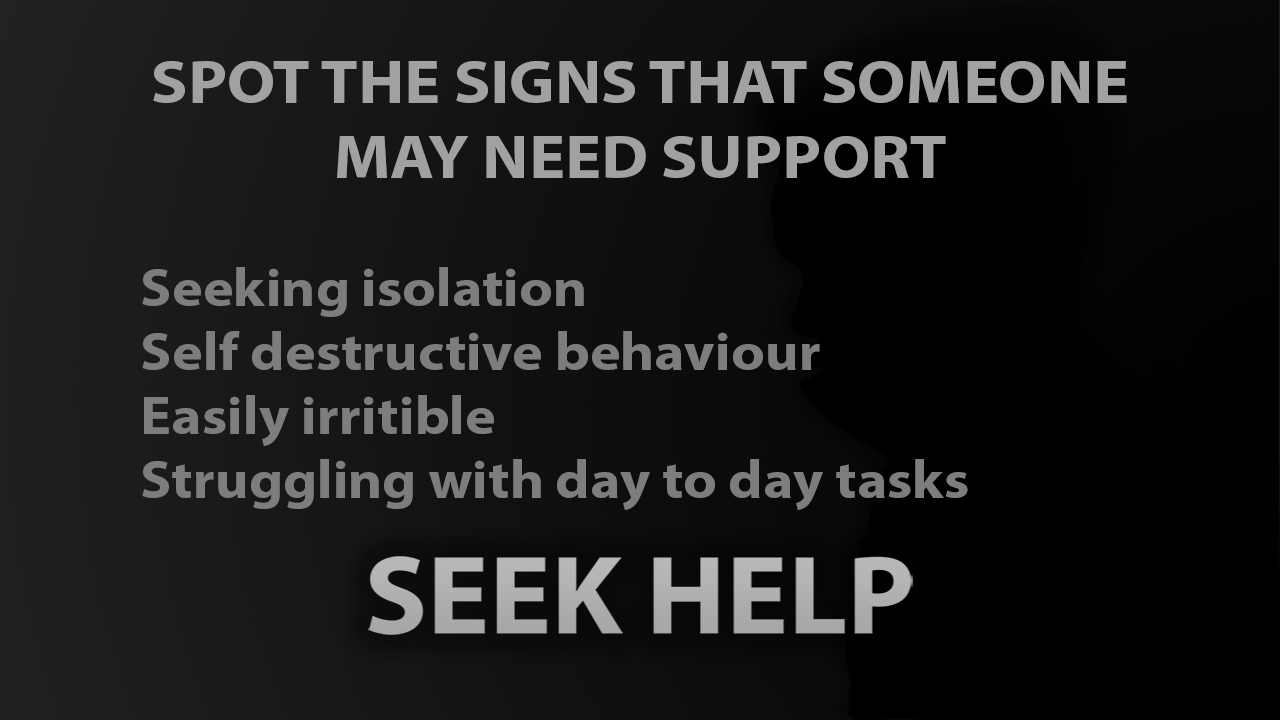 SPOT THE SIGNS THAT SOMEONE
MAY NEED SUPPORT
Seeking isolation
Self destructive behaviour
Easily irritible
Struggling with day to day tasks
SEEK HELP